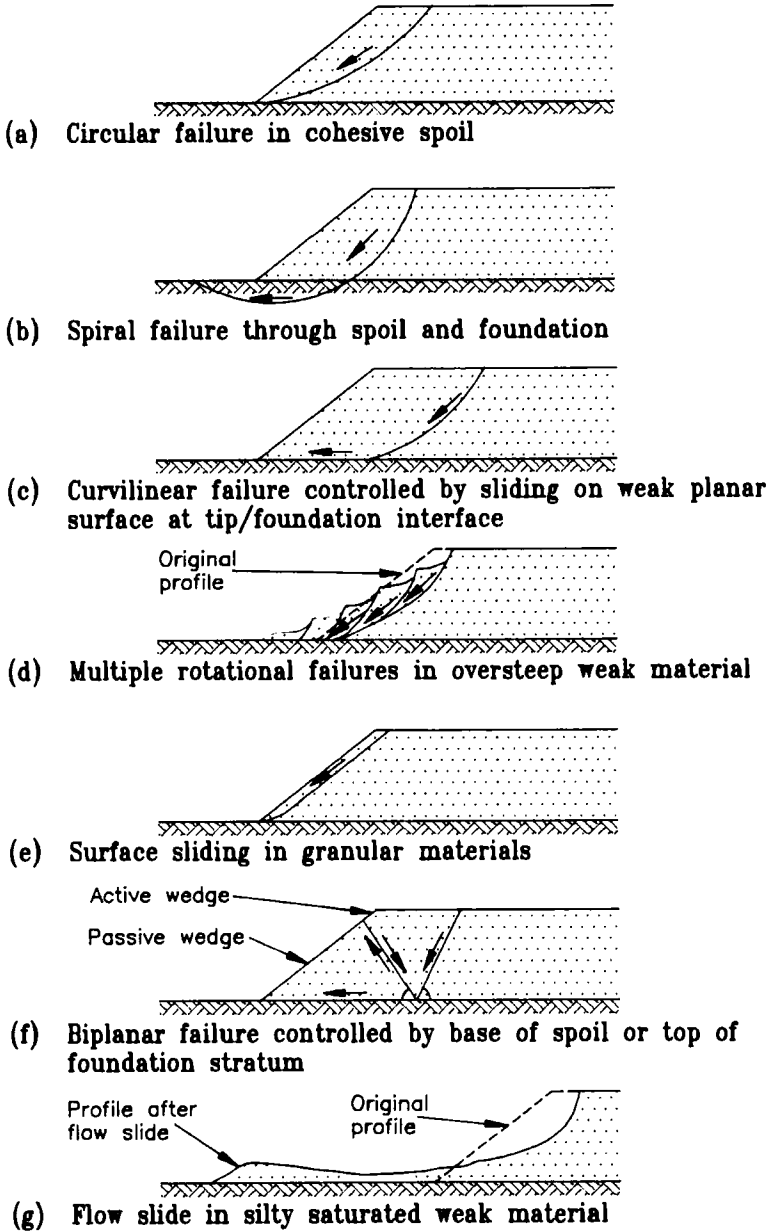 (a) Circular failure in cohesive spoil
(b) Spiral failure through spoil and foundation
(c) Curvilinear failure controlled by sliding on weak planar
surface at tip/foundation interface
Original
profile
(d) Multiple rotational failures in oversteep weak material
(e) Surface sliding in granular materials
Active wedge
Passive wedge
(f) Biplanar failure controlled by base of spoil or top of
foundation stratum
Profile after
flow slide
Original
profile
(g) Flow slide in silty saturated weak material